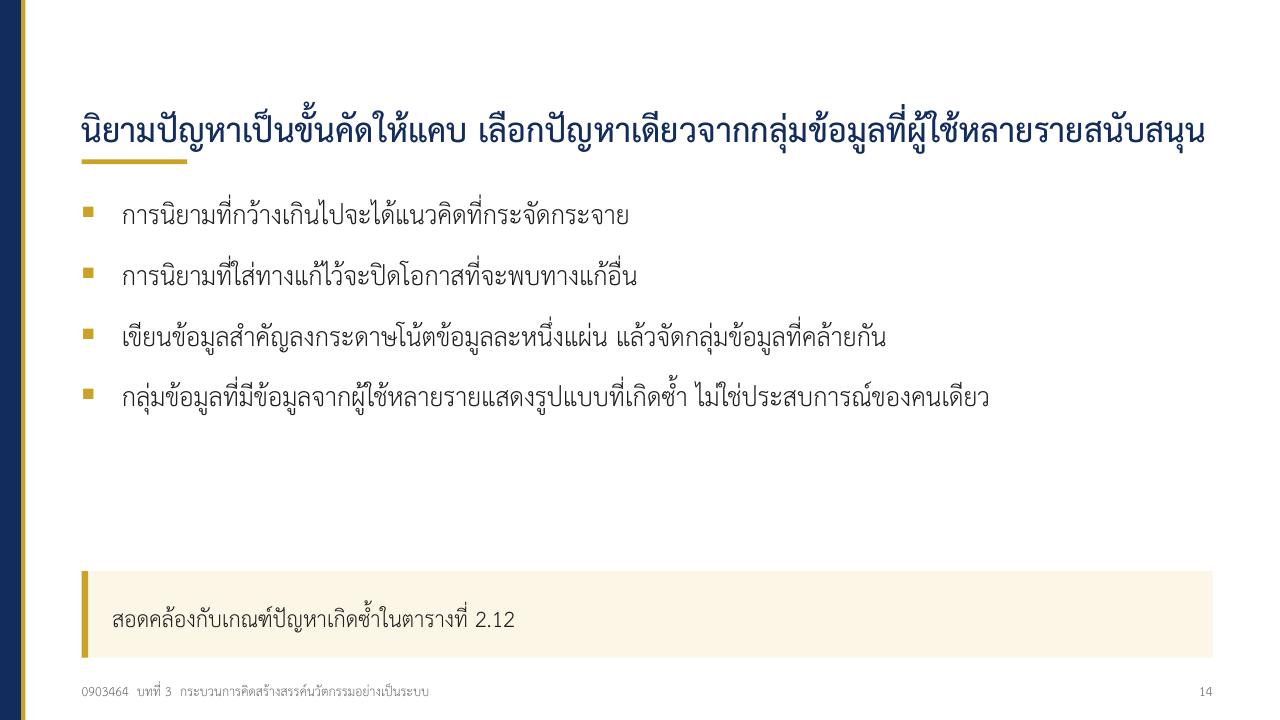 นิยามปัญหาเป็นขั้นคัดให้แคบ เลือกปัญหาเดียวจากกลุ่มข้อมูลที่ผู้ใช้หลายรายสนับสนุน
การนิยามที่กว้างเกินไปจะได้แนวคิดที่กระจัดกระจาย
การนิยามที่ใส่ทางแก้ไว้จะปิดโอกาสที่จะพบทางแก้อื่น
เขียนข้อมูลสำคัญลงกระดาษโน้ตข้อมูลละหนึ่งแผ่น แล้วจัดกลุ่มข้อมูลที่คล้ายกัน
กลุ่มข้อมูลที่มีข้อมูลจากผู้ใช้หลายรายแสดงรูปแบบที่เกิดซ้ำ ไม่ใช่ประสบการณ์ของคนเดียว
สอดคล้องกับเกณฑ์ปัญหาเกิดซ้ำในตารางที่ 2.12
0903464 บทที่ 3 กระบวนการคิดสร้างสรรค์นวัตกรรมอย่างเป็นระบบ
14